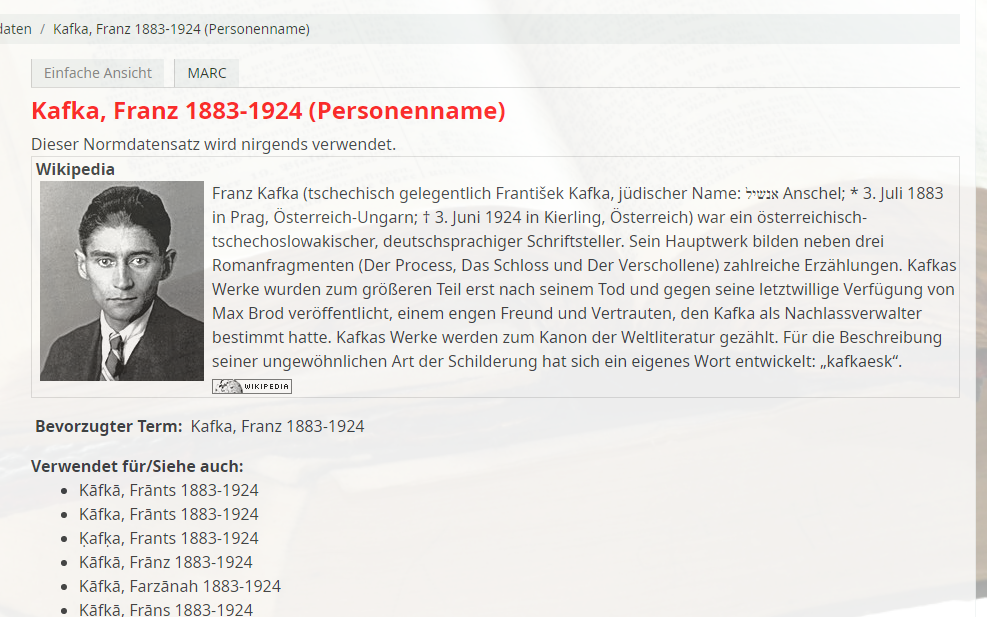 daten / Kafka, Franz 1883-1924 (Personenname)
Einfache Ansicht MARC
Kafka, Franz 1883-1924 (Personenname)
Dieser Normdatensatz wird nirgends verwendet.
Wikipedia
Franz Kafka (tschechisch gelegentlich František Kafka, jüdischer Name: אנשיל Anschel; * 3. Juli 1883
in Prag, Österreich-Ungarn; † 3. Juni 1924 in Kierling, Österreich) war ein österreichisch-
tschechoslowakischer, deutschsprachiger Schriftsteller. Sein Hauptwerk bilden neben drei
Romanfragmenten (Der Process, Das Schloss und Der Verschollene) zahlreiche Erzählungen. Kafkas
Werke wurden zum größeren Teil erst nach seinem Tod und gegen seine letztwillige Verfügung von
Max Brod veröffentlicht, einem engen Freund und Vertrauten, den Kafka als Nachlassverwalter
bestimmt hatte. Kafkas Werke werden zum Kanon der Weltliteratur gezählt. Für die Beschreibung
seiner ungewöhnlichen Art der Schilderung hat sich ein eigenes Wort entwickelt: „kafkaesk“.
WIKIPEDIA
Bevorzugter Term: Kafka, Franz 1883-1924
Verwendet für/Siehe auch:
Kāfkā, Frānts 1883-1924
Kāfka, Frānts 1883-1924
Ḳafḳa, Frants 1883-1924
Kāfkā, Frānz 1883-1924
Kāfkā, Farzānah 1883-1924
Kāfkā, Frāns 1883-1924